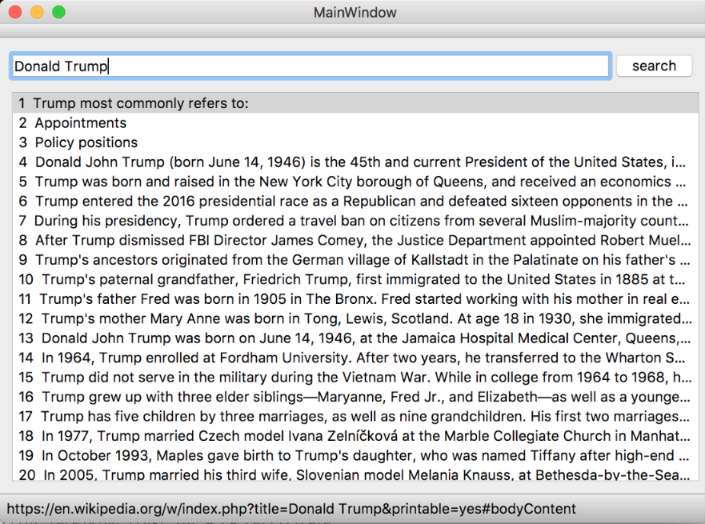 MainWindow
Donald Trump
search
1 Trump most commonly refers to:
2 Appointments
3 Policy positions
4 Donald John Trump (born June 14, 1946) is the 45th and current President of the United States, i...
5 Trump was born and raised in the New York City borough of Queens, and received an economics ...
6 Trump entered the 2016 presidential race as a Republican and defeated sixteen opponents in the ...
7 During his presidency, Trump ordered a travel ban on citizens from several Muslim-majority count...
8 After Trump dismissed FBI Director James Comey, the Justice Department appointed Robert Muel...
9 Trump's ancestors originated from the German village of Kallstadt in the Palatinate on his father's ...
10 Trump's paternal grandfather, Friedrich Trump, first immigrated to the United States in 1885 at t...
11 Trump's father Fred was born in 1905 in The Bronx. Fred started working with his mother in real e...
12 Trump's mother Mary Anne was born in Tong, Lewis, Scotland. At age 18 in 1930, she immigrated...
13 Donald John Trump was born on June 14, 1946, at the Jamaica Hospital Medical Center, Queens,...
14 In 1964, Trump enrolled at Fordham University. After two years, he transferred to the Wharton S...
15 Trump did not serve in the military during the Vietnam War. While in college from 1964 to 1968, h...
16 Trump grew up with three elder siblings—Maryanne, Fred Jr., and Elizabeth—as well as a younge...
17 Trump has five children by three marriages, as well as nine grandchildren. His first two marriages...
18 In 1977, Trump married Czech model Ivana Zelníčková at the Marble Collegiate Church in Manhat...
19 In October 1993, Maples gave birth to Trump's daughter, who was named Tiffany after high-end ...
20 In 2005, Trump married his third wife, Slovenian model Melania Knauss, at Bethesda-by-the-Sea...
https://en.wikipedia.org/w/index.php?title=Donald Trump&printable=yes#bodyContent